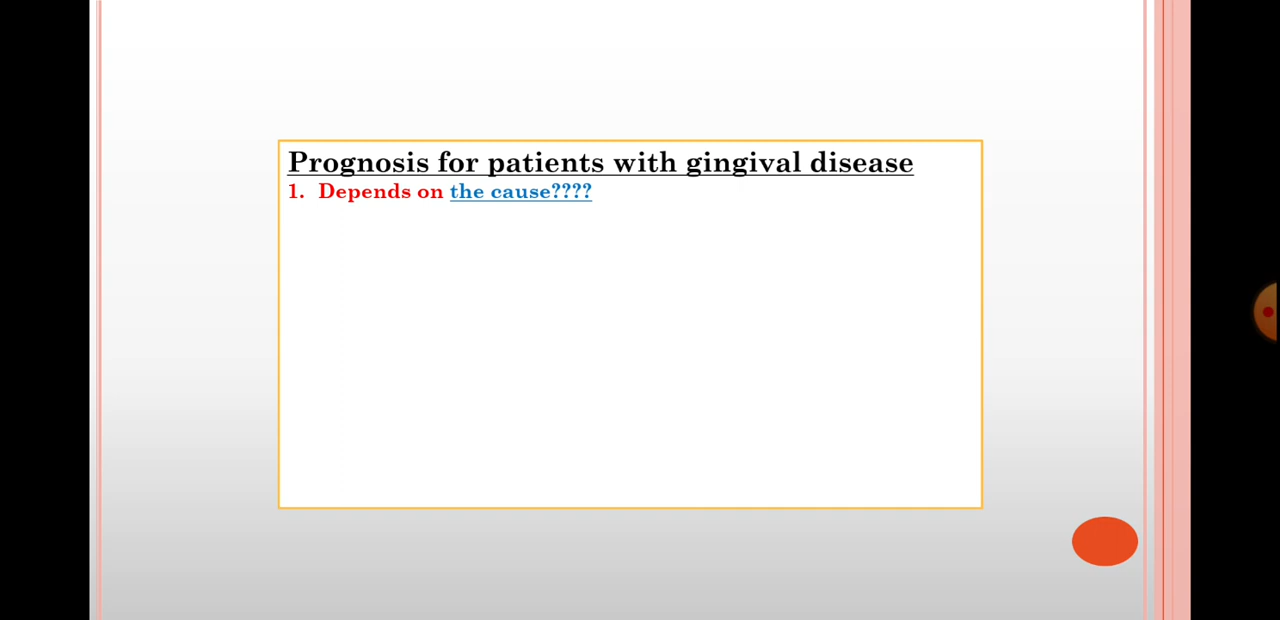 Prognosis for patients with gingival disease
1. Depends on the cause????